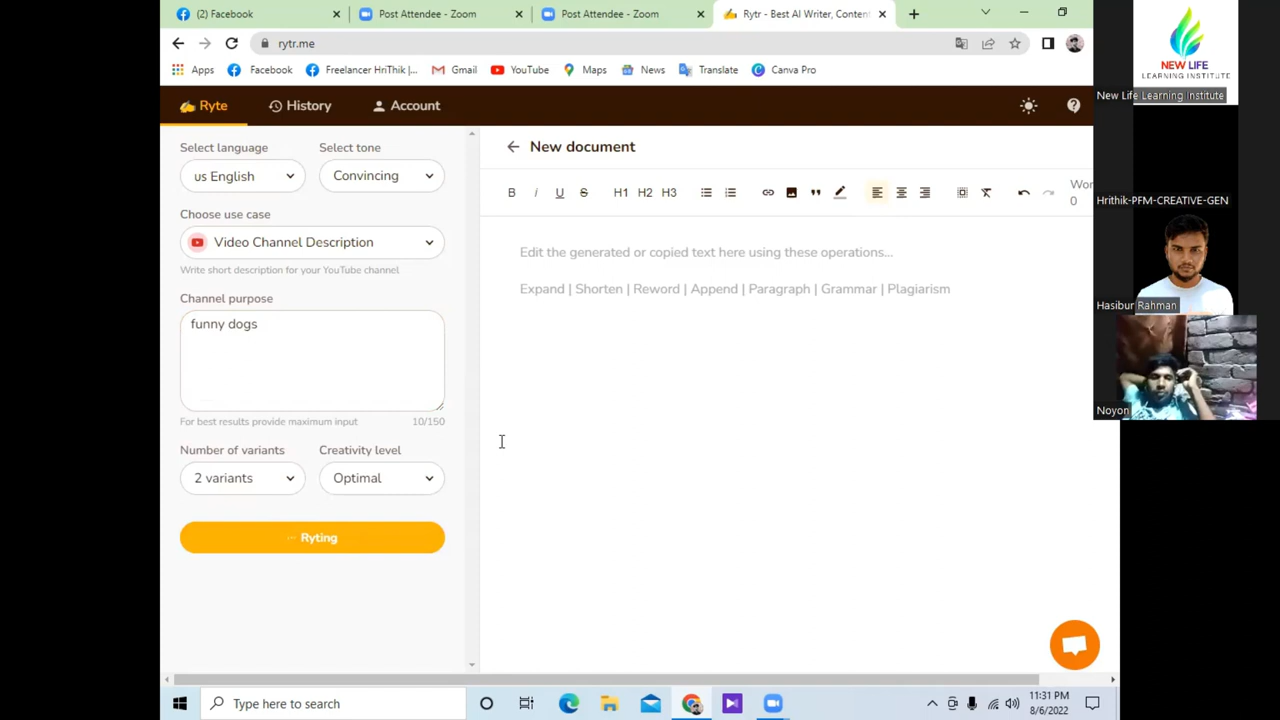 (2) Facebook
Post Attendee - Zoom
Post Attendee - Zoom
Rytr - Best AI Writer, Content
rytr.me
Apps
Facebook
Freelancer HriThik |...
Gmail
YouTube
Maps
News
Translate
Canva Pro
Ryte
History
Account
Select language
Select tone
us English
Convincing
Choose use case
Video Channel Description
Write short description for your YouTube channel
Channel purpose
funny dogs
For best results provide maximum input
10/150
Number of variants
Creativity level
2 variants
Optimal
Ryting
New document
B i U S H1 H2 H3
Wor
0
Edit the generated or copied text here using these operations...
Expand | Shorten | Reword | Append | Paragraph | Grammar | Plagiarism
NEW LIFE
LEARNING INSTITUTE
New Life Learning Institute
Hrithik-PFM-CREATIVE-GEN
Hasibur Rahman
Noyon
Type here to search
11:31 PM
8/6/2022